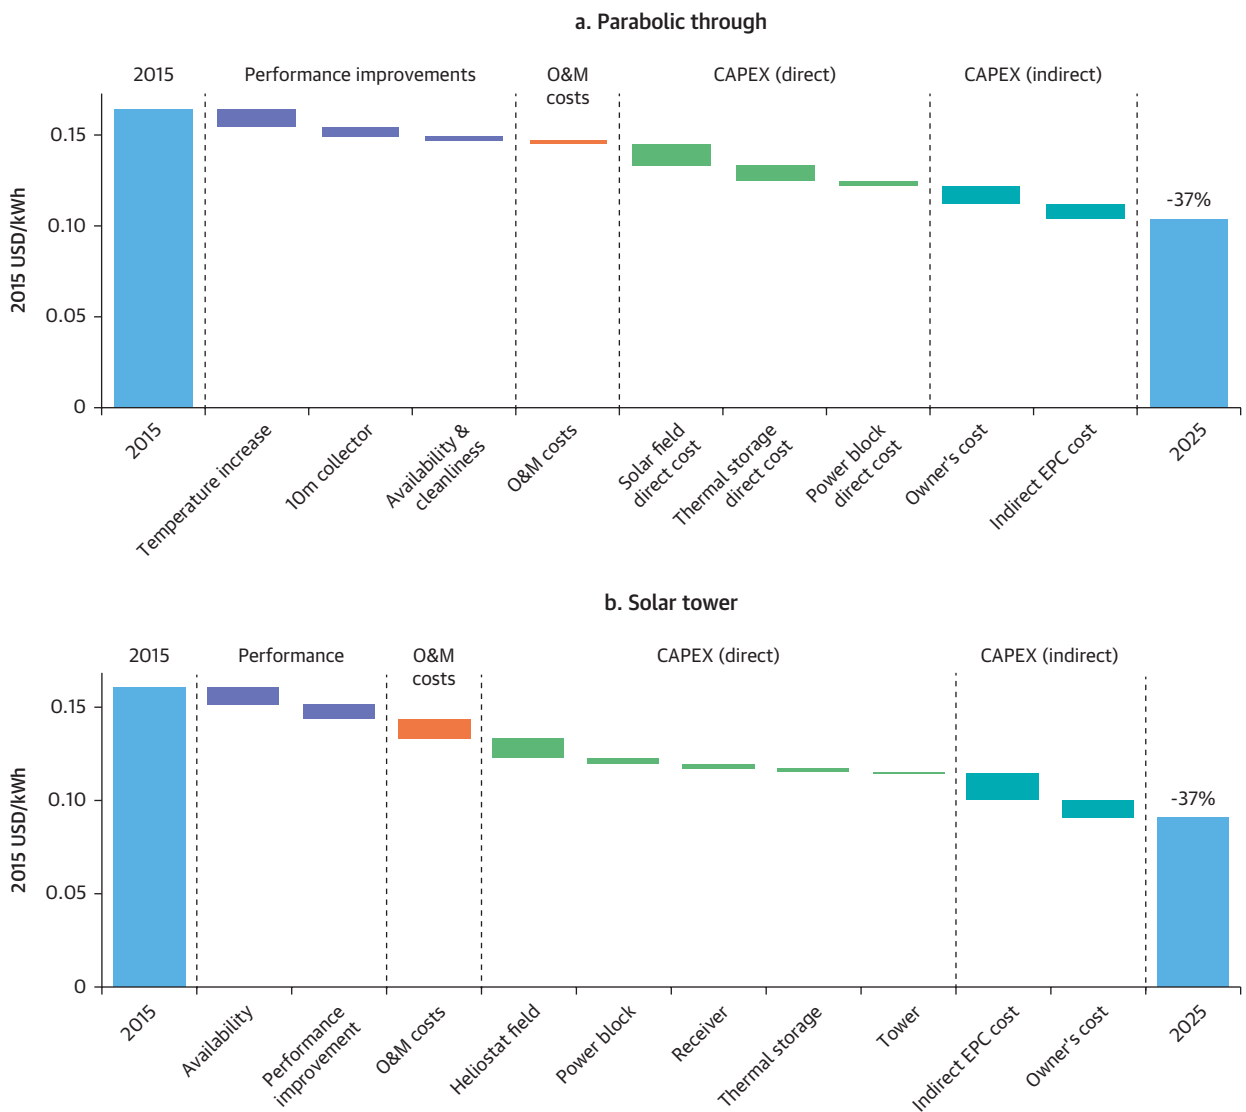 a. Parabolic through
2015
Performance improvements
O&M
costs
CAPEX (direct)
CAPEX (indirect)
2015 USD/kWh
0.15
0.10
0.05
0
-37%
2015
Temperature increase
10m collector
Availability &
cleanliness
O&M costs
Solar field
direct cost
Thermal storage
direct cost
Power block
direct cost
Owner's cost
Indirect EPC cost
2025
b. Solar tower
2015
Performance
O&M
costs
CAPEX (direct)
CAPEX (indirect)
2015 USD/kWh
0.15
0.10
0.05
0
-37%
2015
Availability
Performance
improvement
O&M costs
Heliostat field
Power block
Receiver
Thermal storage
Tower
Indirect EPC cost
Owner's cost
2025